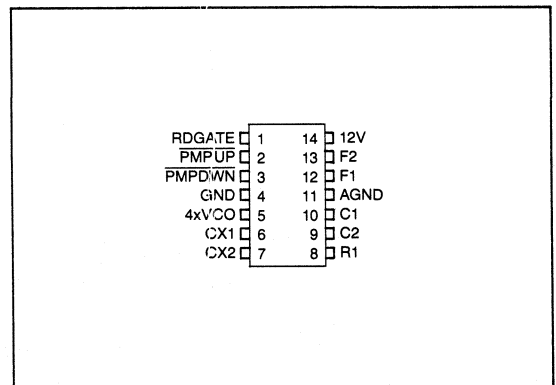 RDGATE 1 14 12V
PMPUP 2 13 F2
PMPDWN 3 12 F1
GND 4 11 AGND
4xVCO 5 10 C1
CX1 6 9 C2
CX2 7 8 R1